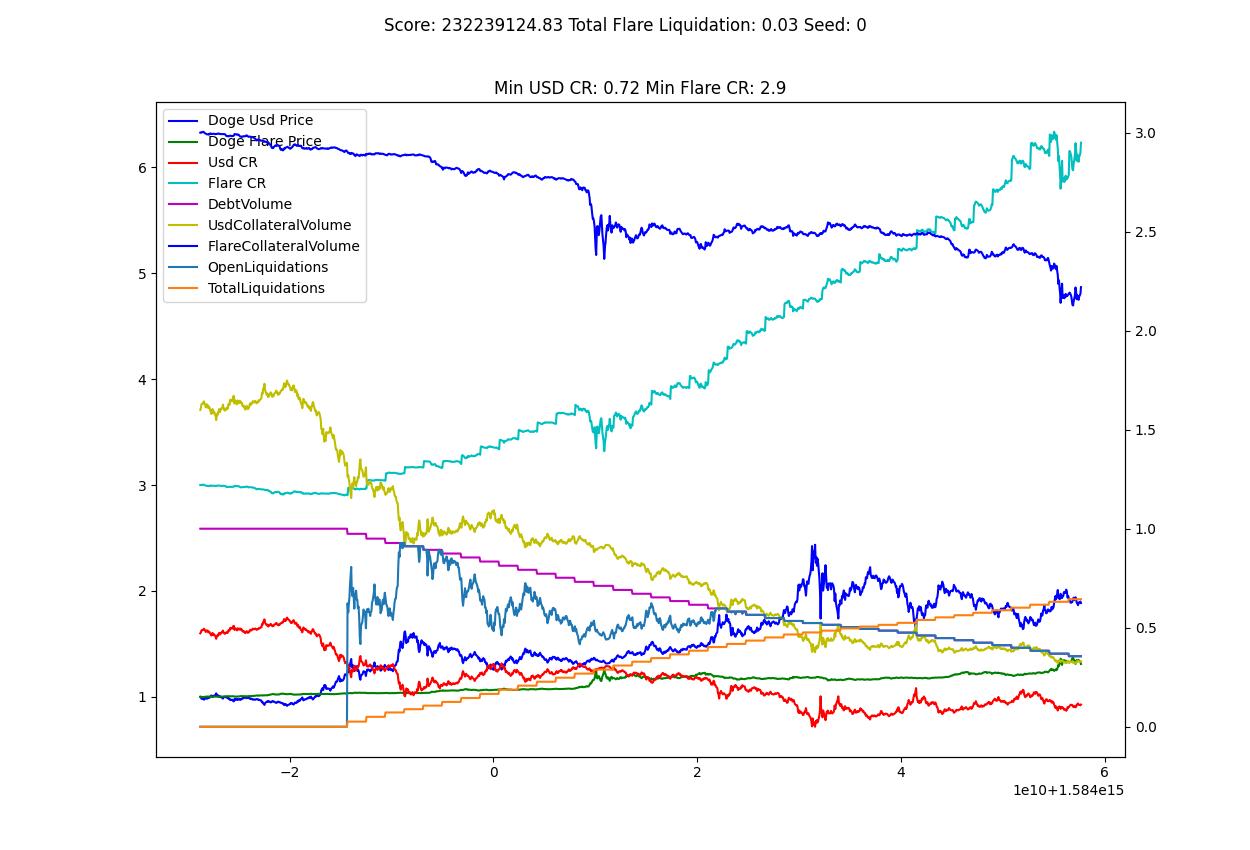 Score: 232239124.83 Total Flare Liquidation: 0.03 Seed: 0
Min USD CR: 0.72 Min Flare CR: 2.9
Doge Usd Price
Doge Flare Price
Usd CR
Flare CR
DebtVolume
UsdCollateralVolume
FlareCollateralVolume
OpenLiquidations
TotalLiquidations
6
5
4
3
2
1
3.0
2.5
2.0
1.5
1.0
0.5
0.0
−2 0 2 4 6
1e10+1.584e15